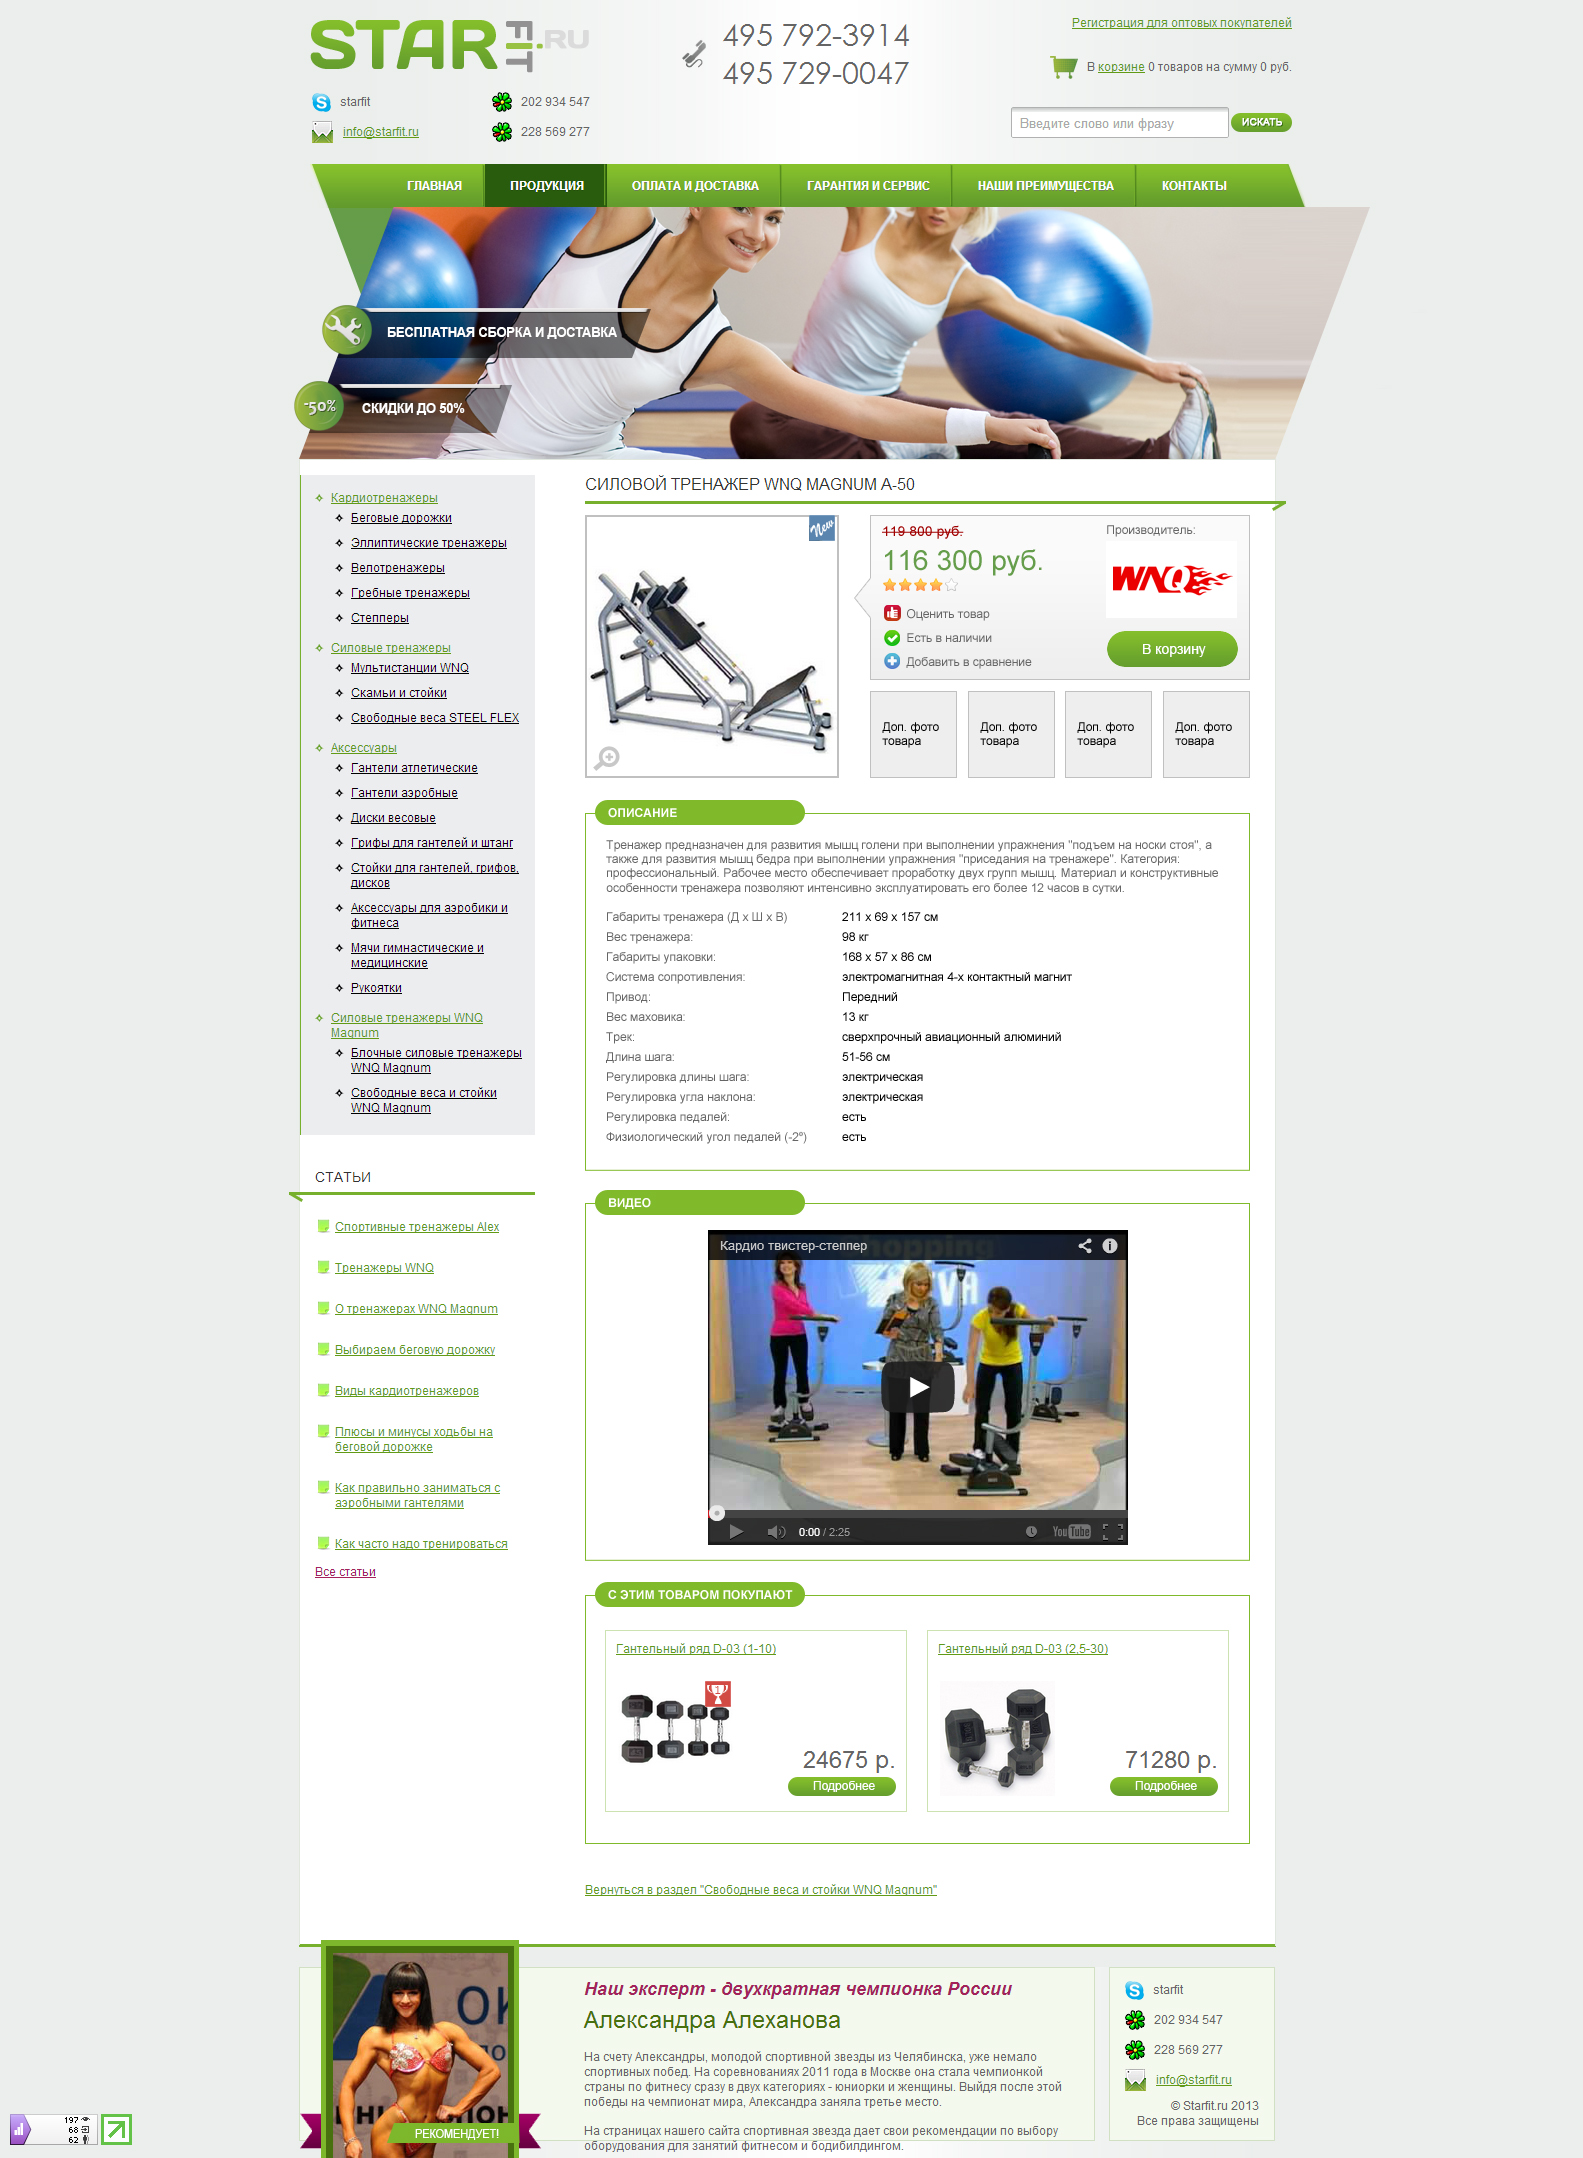 STARFIT.RU
495 792-3914
495 729-0047
Регистрация для оптовых покупателей
В корзине 0 товаров на сумму 0 руб.
starfit
202 934 547
info@starfit.ru
228 569 277
Введите слово или фразу
ИСКАТЬ
ГЛАВНАЯ
ПРОДУКЦИЯ
ОПЛАТА И ДОСТАВКА
ГАРАНТИЯ И СЕРВИС
НАШИ ПРЕИМУЩЕСТВА
КОНТАКТЫ
БЕСПЛАТНАЯ СБОРКА И ДОСТАВКА
-50%
СКИДКИ ДО 50%
Кардиотренажеры
Беговые дорожки
Эллиптические тренажеры
Велотренажеры
Гребные тренажеры
Степперы
Силовые тренажеры
Мультистанции WNQ
Скамьи и стойки
Свободные веса STEEL FLEX
Аксессуары
Гантели атлетические
Гантели аэробные
Диски весовые
Грифы для гантелей и штанг
Стойки для гантелей, грифов,
дисков
Аксессуары для аэробики и
фитнеса
Мячи гимнастические и
медицинские
Рукоятки
Силовые тренажеры WNQ
Magnum
Блочные силовые тренажеры
WNQ Magnum
Свободные веса и стойки
WNQ Magnum
СТАТЬИ
Спортивные тренажеры Alex
Тренажеры WNQ
О тренажерах WNQ Magnum
Выбираем беговую дорожку
Виды кардиотренажеров
Плюсы и минусы ходьбы на
беговой дорожке
Как правильно заниматься с
аэробными гантелями
Как часто надо тренироваться
Все статьи
СИЛОВОЙ ТРЕНАЖЕР WNQ MAGNUM A-50
New
119 800 руб.
116 300 руб.
Оценить товар
Есть в наличии
Добавить в сравнение
Производитель:
WNQ
В корзину
Доп. фото
товара
Доп. фото
товара
Доп. фото
товара
Доп. фото
товара
ОПИСАНИЕ
Тренажер предназначен для развития мышц голени при выполнении упражнения "подъем на носки стоя", а
также для развития мышц бедра при выполнении упражнения "приседания на тренажере". Категория:
профессиональный. Рабочее место обеспечивает проработку двух групп мышц. Материал и конструктивные
особенности тренажера позволяют интенсивно эксплуатировать его более 12 часов в сутки.
Габариты тренажера (Д х Ш х В) 211 x 69 x 157 см
Вес тренажера: 98 кг
Габариты упаковки: 168 x 57 x 86 см
Система сопротивления: электромагнитная 4-х контактный магнит
Привод: Передний
Вес маховика: 13 кг
Трек: сверхпрочный авиационный алюминий
Длина шага: 51-56 см
Регулировка длины шага: электрическая
Регулировка угла наклона: электрическая
Регулировка педалей: есть
Физиологический угол педалей (-2º) есть
ВИДЕО
Кардио твистер-степпер
hopping
0:00 / 2:25
YouTube
С ЭТИМ ТОВАРОМ ПОКУПАЮТ
Гантельный ряд D-03 (1-10)
24675 р.
Подробнее
Гантельный ряд D-03 (2,5-30)
71280 р.
Подробнее
Вернуться в раздел "Свободные веса и стойки WNQ Magnum"
РЕКОМЕНДУЕТ!
Наш эксперт - двухкратная чемпионка России
Александра Алеханова
На счету Александры, молодой спортивной звезды из Челябинска, уже немало
спортивных побед. На соревнованиях 2011 года в Москве она стала чемпионкой
страны по фитнесу сразу в двух категориях - юниорки и женщины. Выйдя после этой
победы на чемпионат мира, Александра заняла третье место.
На страницах нашего сайта спортивная звезда дает свои рекомендации по выбору
оборудования для занятий фитнесом и бодибилдингом.
starfit
202 934 547
228 569 277
info@starfit.ru
© Starfit.ru 2013
Все права защищены
197
68
62